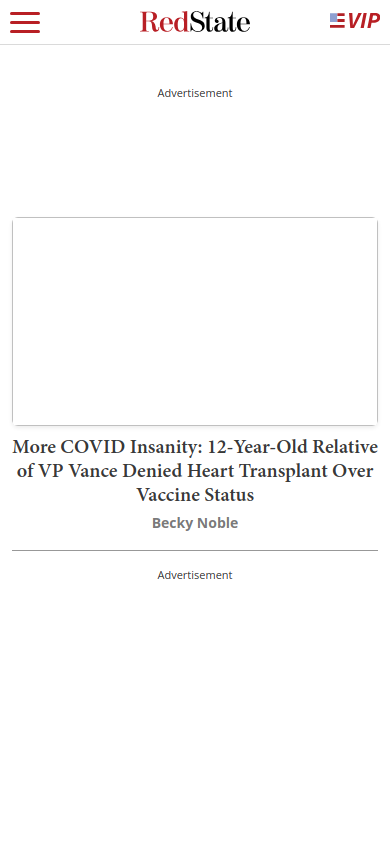 RedState
VIP
Advertisement
More COVID Insanity: 12-Year-Old Relative
of VP Vance Denied Heart Transplant Over
Vaccine Status
Becky Noble
Advertisement